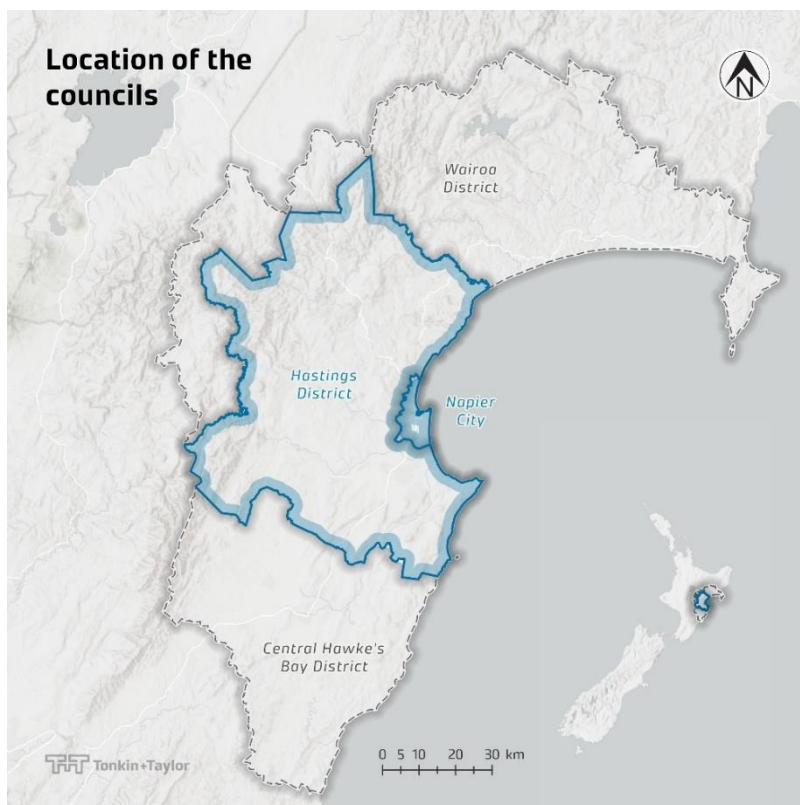 Location of the
councils
N
Wairoa
District
Hastings
District
Napier
City
Central Hawke's
Bay District
0 5 10 20 30 km
T+T Tonkin+Taylor